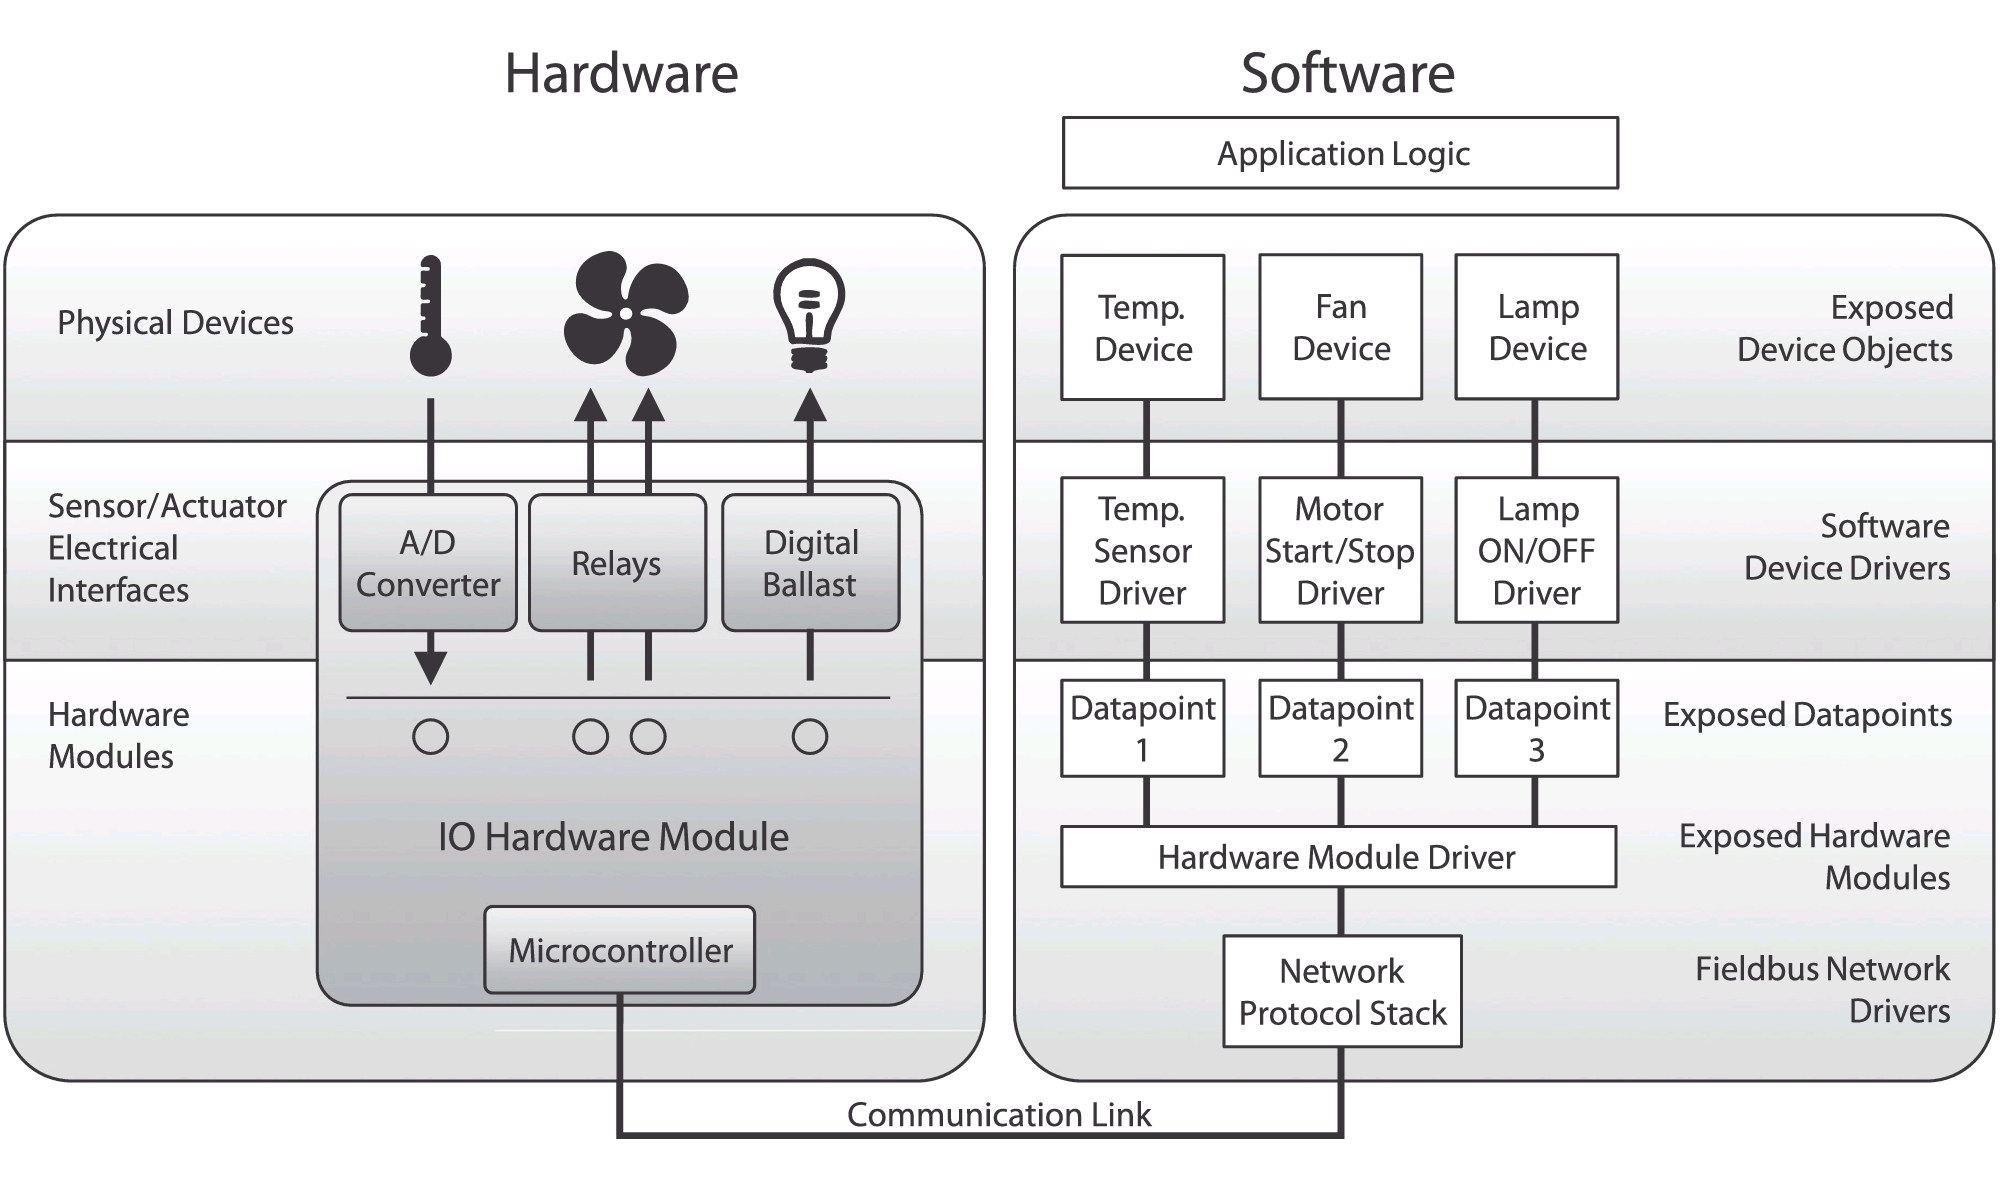 Hardware
Software
Application Logic
Physical Devices
Temp.
Device
Fan
Device
Lamp
Device
Exposed
Device Objects
Sensor/Actuator
Electrical
Interfaces
A/D
Converter
Relays
Digital
Ballast
Temp.
Sensor
Driver
Motor
Start/Stop
Driver
Lamp
ON/OFF
Driver
Software
Device Drivers
Hardware
Modules
Datapoint
1
Datapoint
2
Datapoint
3
Exposed Datapoints
IO Hardware Module
Hardware Module Driver
Exposed Hardware
Modules
Microcontroller
Network
Protocol Stack
Fieldbus Network
Drivers
Communication Link